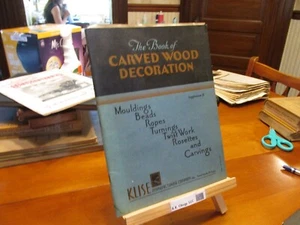 The Book of
CARVED WOOD
DECORATION
Mouldings
Beads
Ropes
Turnings
Twist Work
Rosettes
and
Carvings
KLISE